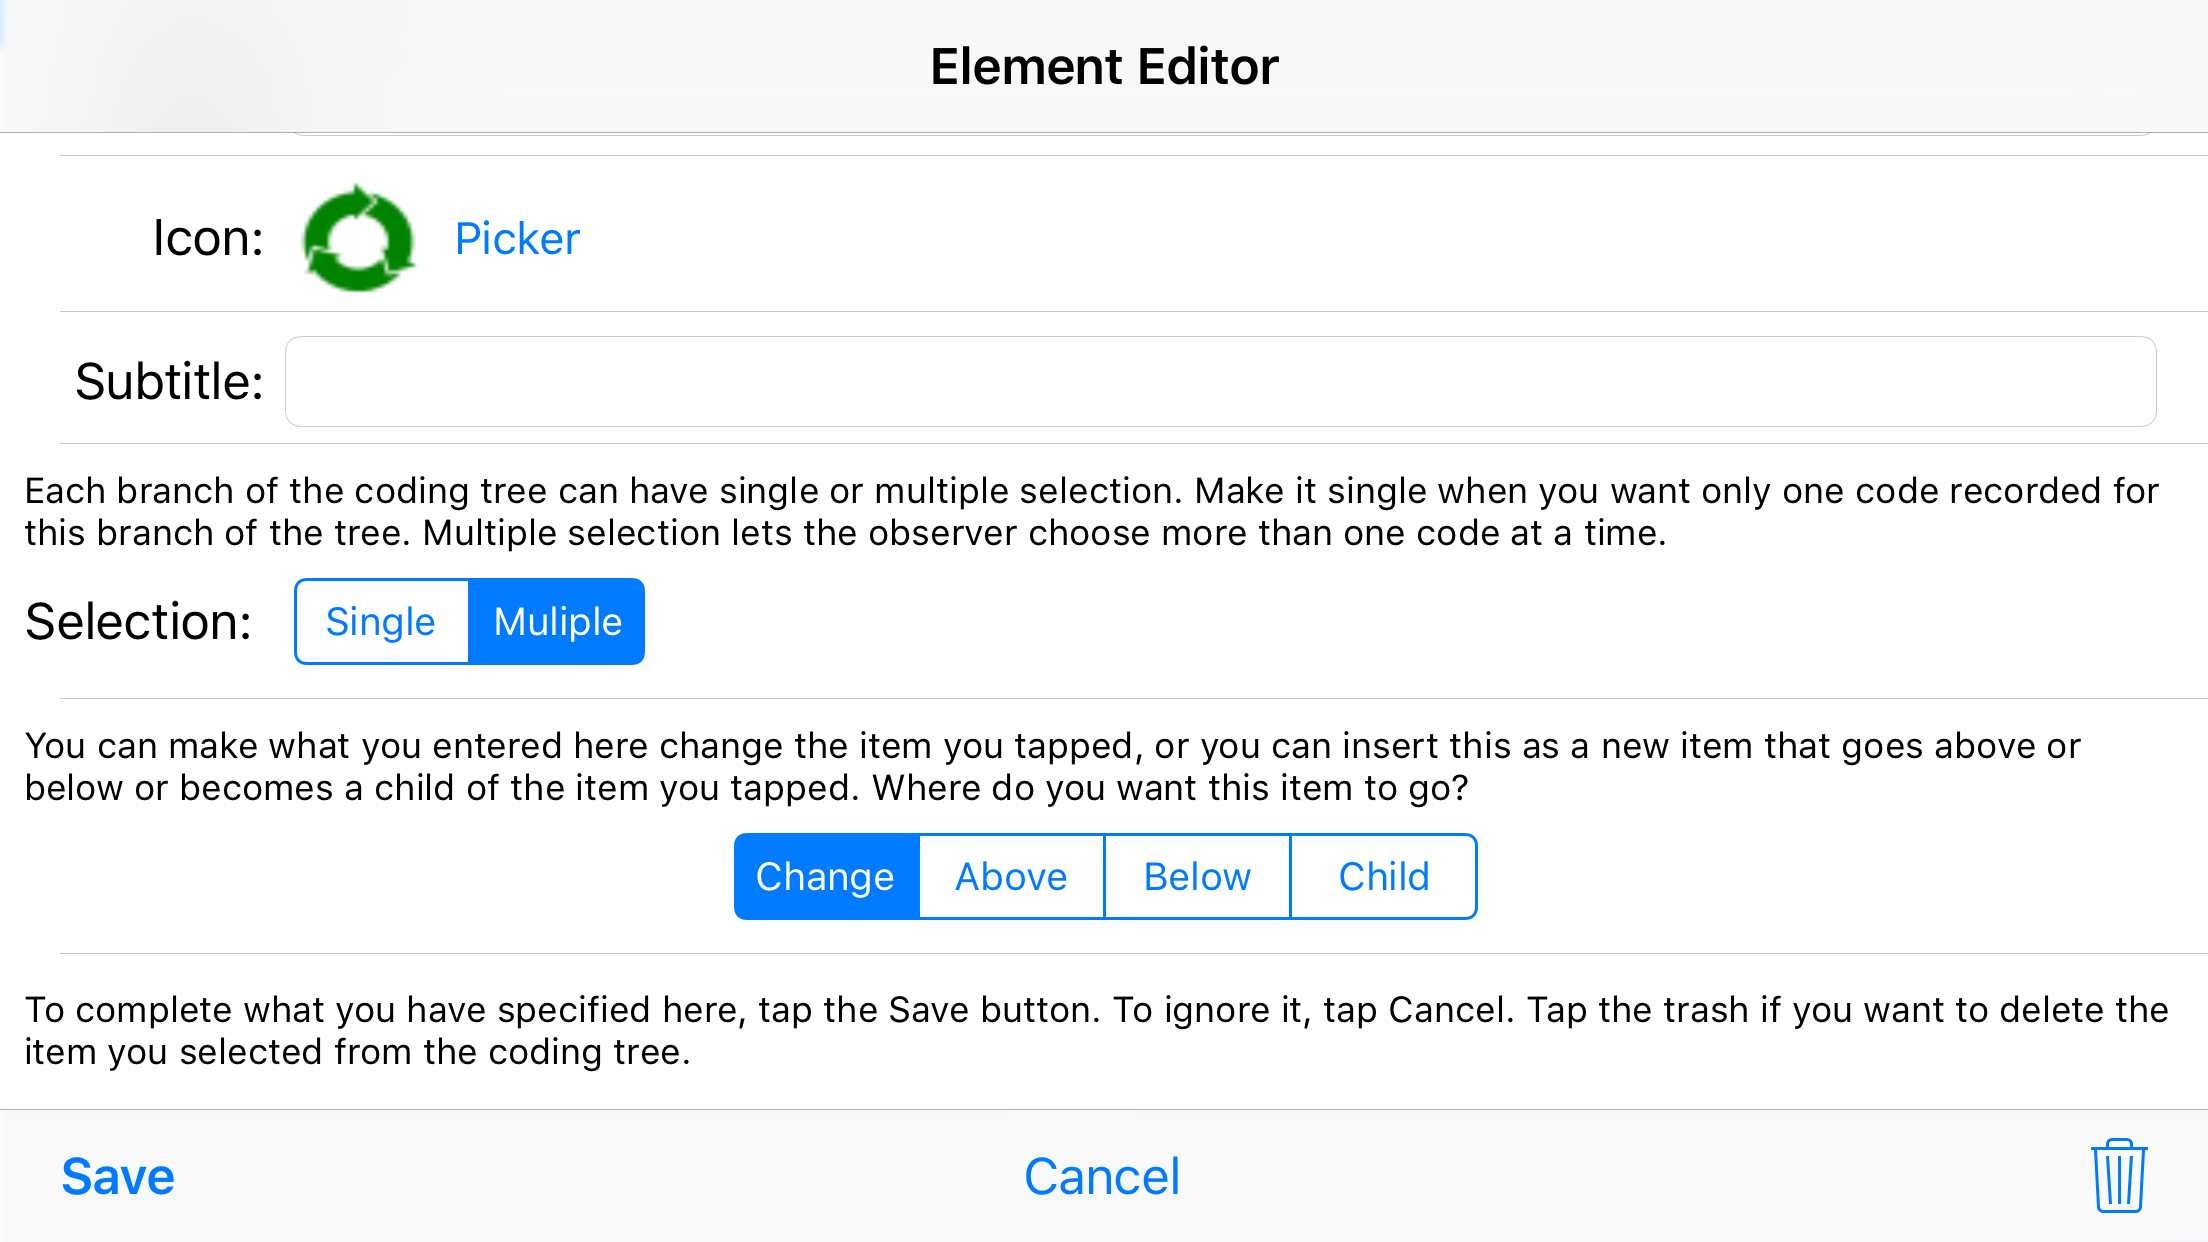 Element Editor
Icon: Picker
Subtitle:
Each branch of the coding tree can have single or multiple selection. Make it single when you want only one code recorded for
this branch of the tree. Multiple selection lets the observer choose more than one code at a time.
Selection: Single Muliple
You can make what you entered here change the item you tapped, or you can insert this as a new item that goes above or
below or becomes a child of the item you tapped. Where do you want this item to go?
Change Above Below Child
To complete what you have specified here, tap the Save button. To ignore it, tap Cancel. Tap the trash if you want to delete the
item you selected from the coding tree.
Save Cancel